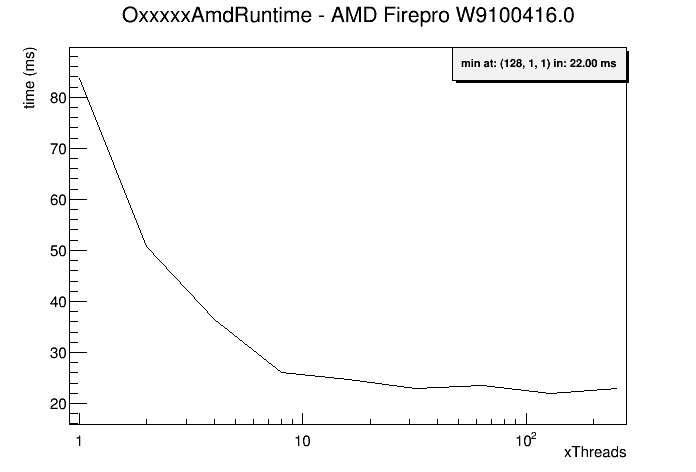 OxxxxxAmdRuntime - AMD Firepro W9100416.0
time (ms)
min at: (128, 1, 1) in: 22.00 ms
80
70
60
50
40
30
20
1
10
10²
xThreads